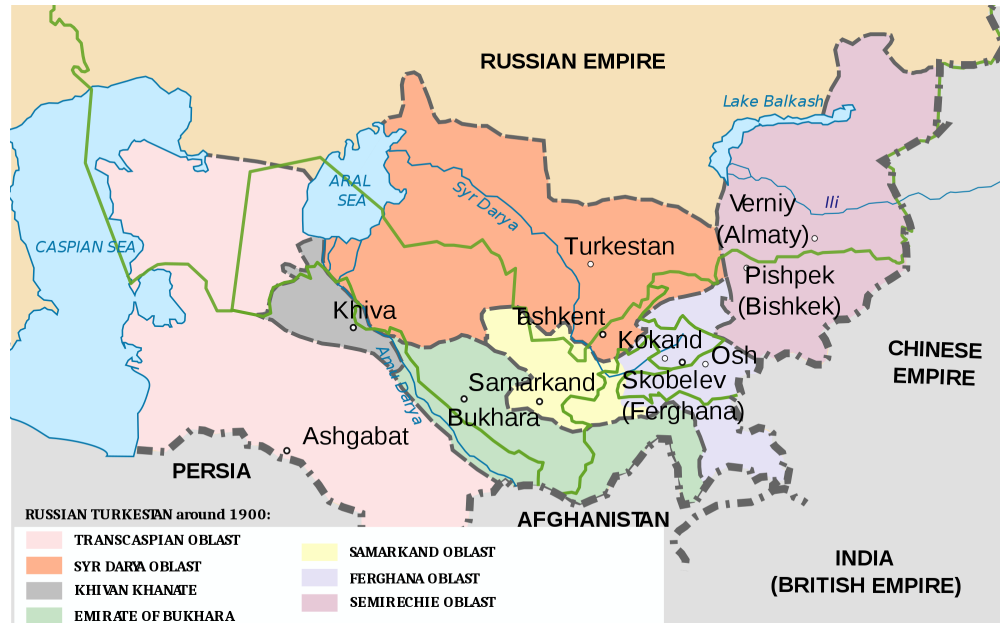 RUSSIAN EMPIRE
Lake Balkash
ARAL
SEA
Syr Darya
Verniy
(Almaty)
Ili
CASPIAN SEA
Turkestan
Pishpek
(Bishkek)
Khiva
Tashkent
Kokand
Osh
CHINESE
EMPIRE
Amu Darya
Samarkand
Skobelev
(Ferghana)
Bukhara
Ashgabat
PERSIA
AFGHANISTAN
INDIA
(BRITISH EMPIRE)
RUSSIAN TURKESTAN around 1900:
TRANSCASPIAN OBLAST
SYR DARYA OBLAST
KHIVAN KHANATE
EMIRATE OF BUKHARA
SAMARKAND OBLAST
FERGHANA OBLAST
SEMIRECHIE OBLAST